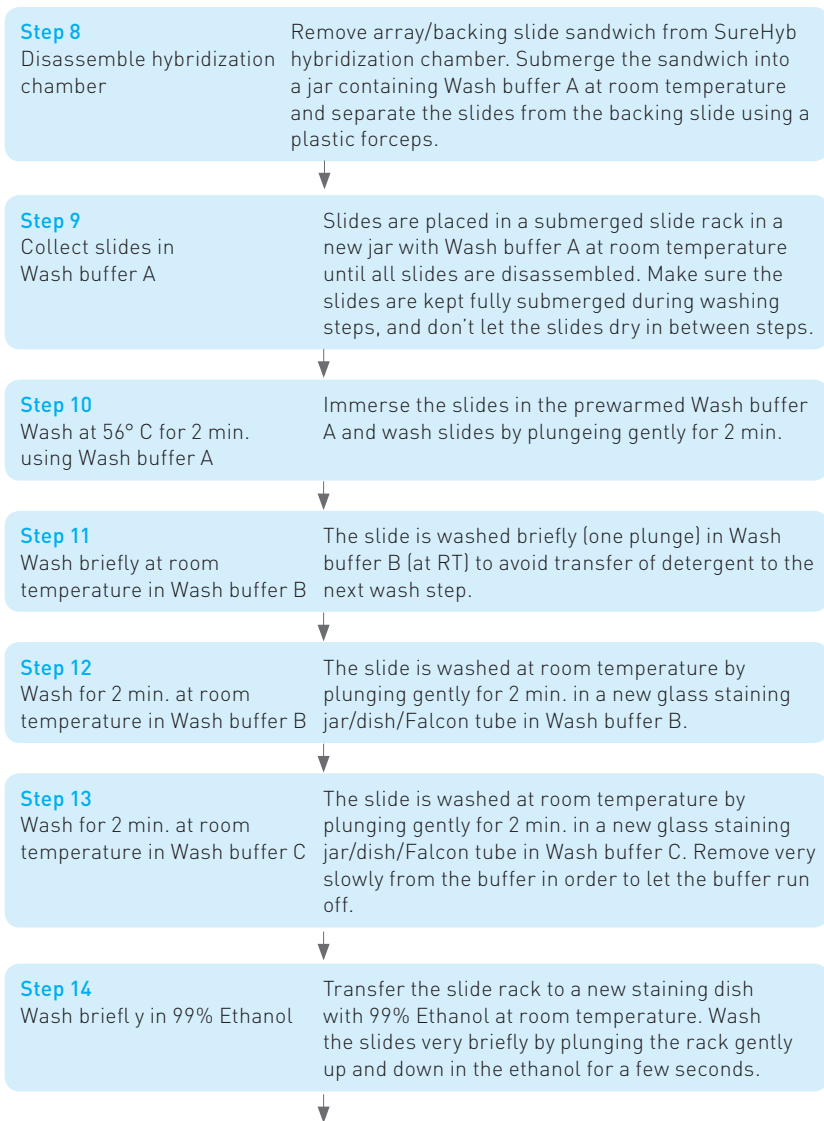 Step 8
Disassemble hybridization
chamber
Remove array/backing slide sandwich from SureHyb
hybridization chamber. Submerge the sandwich into
a jar containing Wash buffer A at room temperature
and separate the slides from the backing slide using a
plastic forceps.
Step 9
Collect slides in
Wash buffer A
Slides are placed in a submerged slide rack in a
new jar with Wash buffer A at room temperature
until all slides are disassembled. Make sure the
slides are kept fully submerged during washing
steps, and don't let the slides dry in between steps.
Step 10
Wash at 56° C for 2 min.
using Wash buffer A
Immerse the slides in the prewarmed Wash buffer
A and wash slides by plungeing gently for 2 min.
Step 11
Wash briefly at room
temperature in Wash buffer B
The slide is washed briefly (one plunge) in Wash
buffer B (at RT) to avoid transfer of detergent to the
next wash step.
Step 12
Wash for 2 min. at room
temperature in Wash buffer B
The slide is washed at room temperature by
plunging gently for 2 min. in a new glass staining
jar/dish/Falcon tube in Wash buffer B.
Step 13
Wash for 2 min. at room
temperature in Wash buffer C
The slide is washed at room temperature by
plunging gently for 2 min. in a new glass staining
jar/dish/Falcon tube in Wash buffer C. Remove very
slowly from the buffer in order to let the buffer run
off.
Step 14
Wash briefl y in 99% Ethanol
Transfer the slide rack to a new staining dish
with 99% Ethanol at room temperature. Wash
the slides very briefly by plunging the rack gently
up and down in the ethanol for a few seconds.